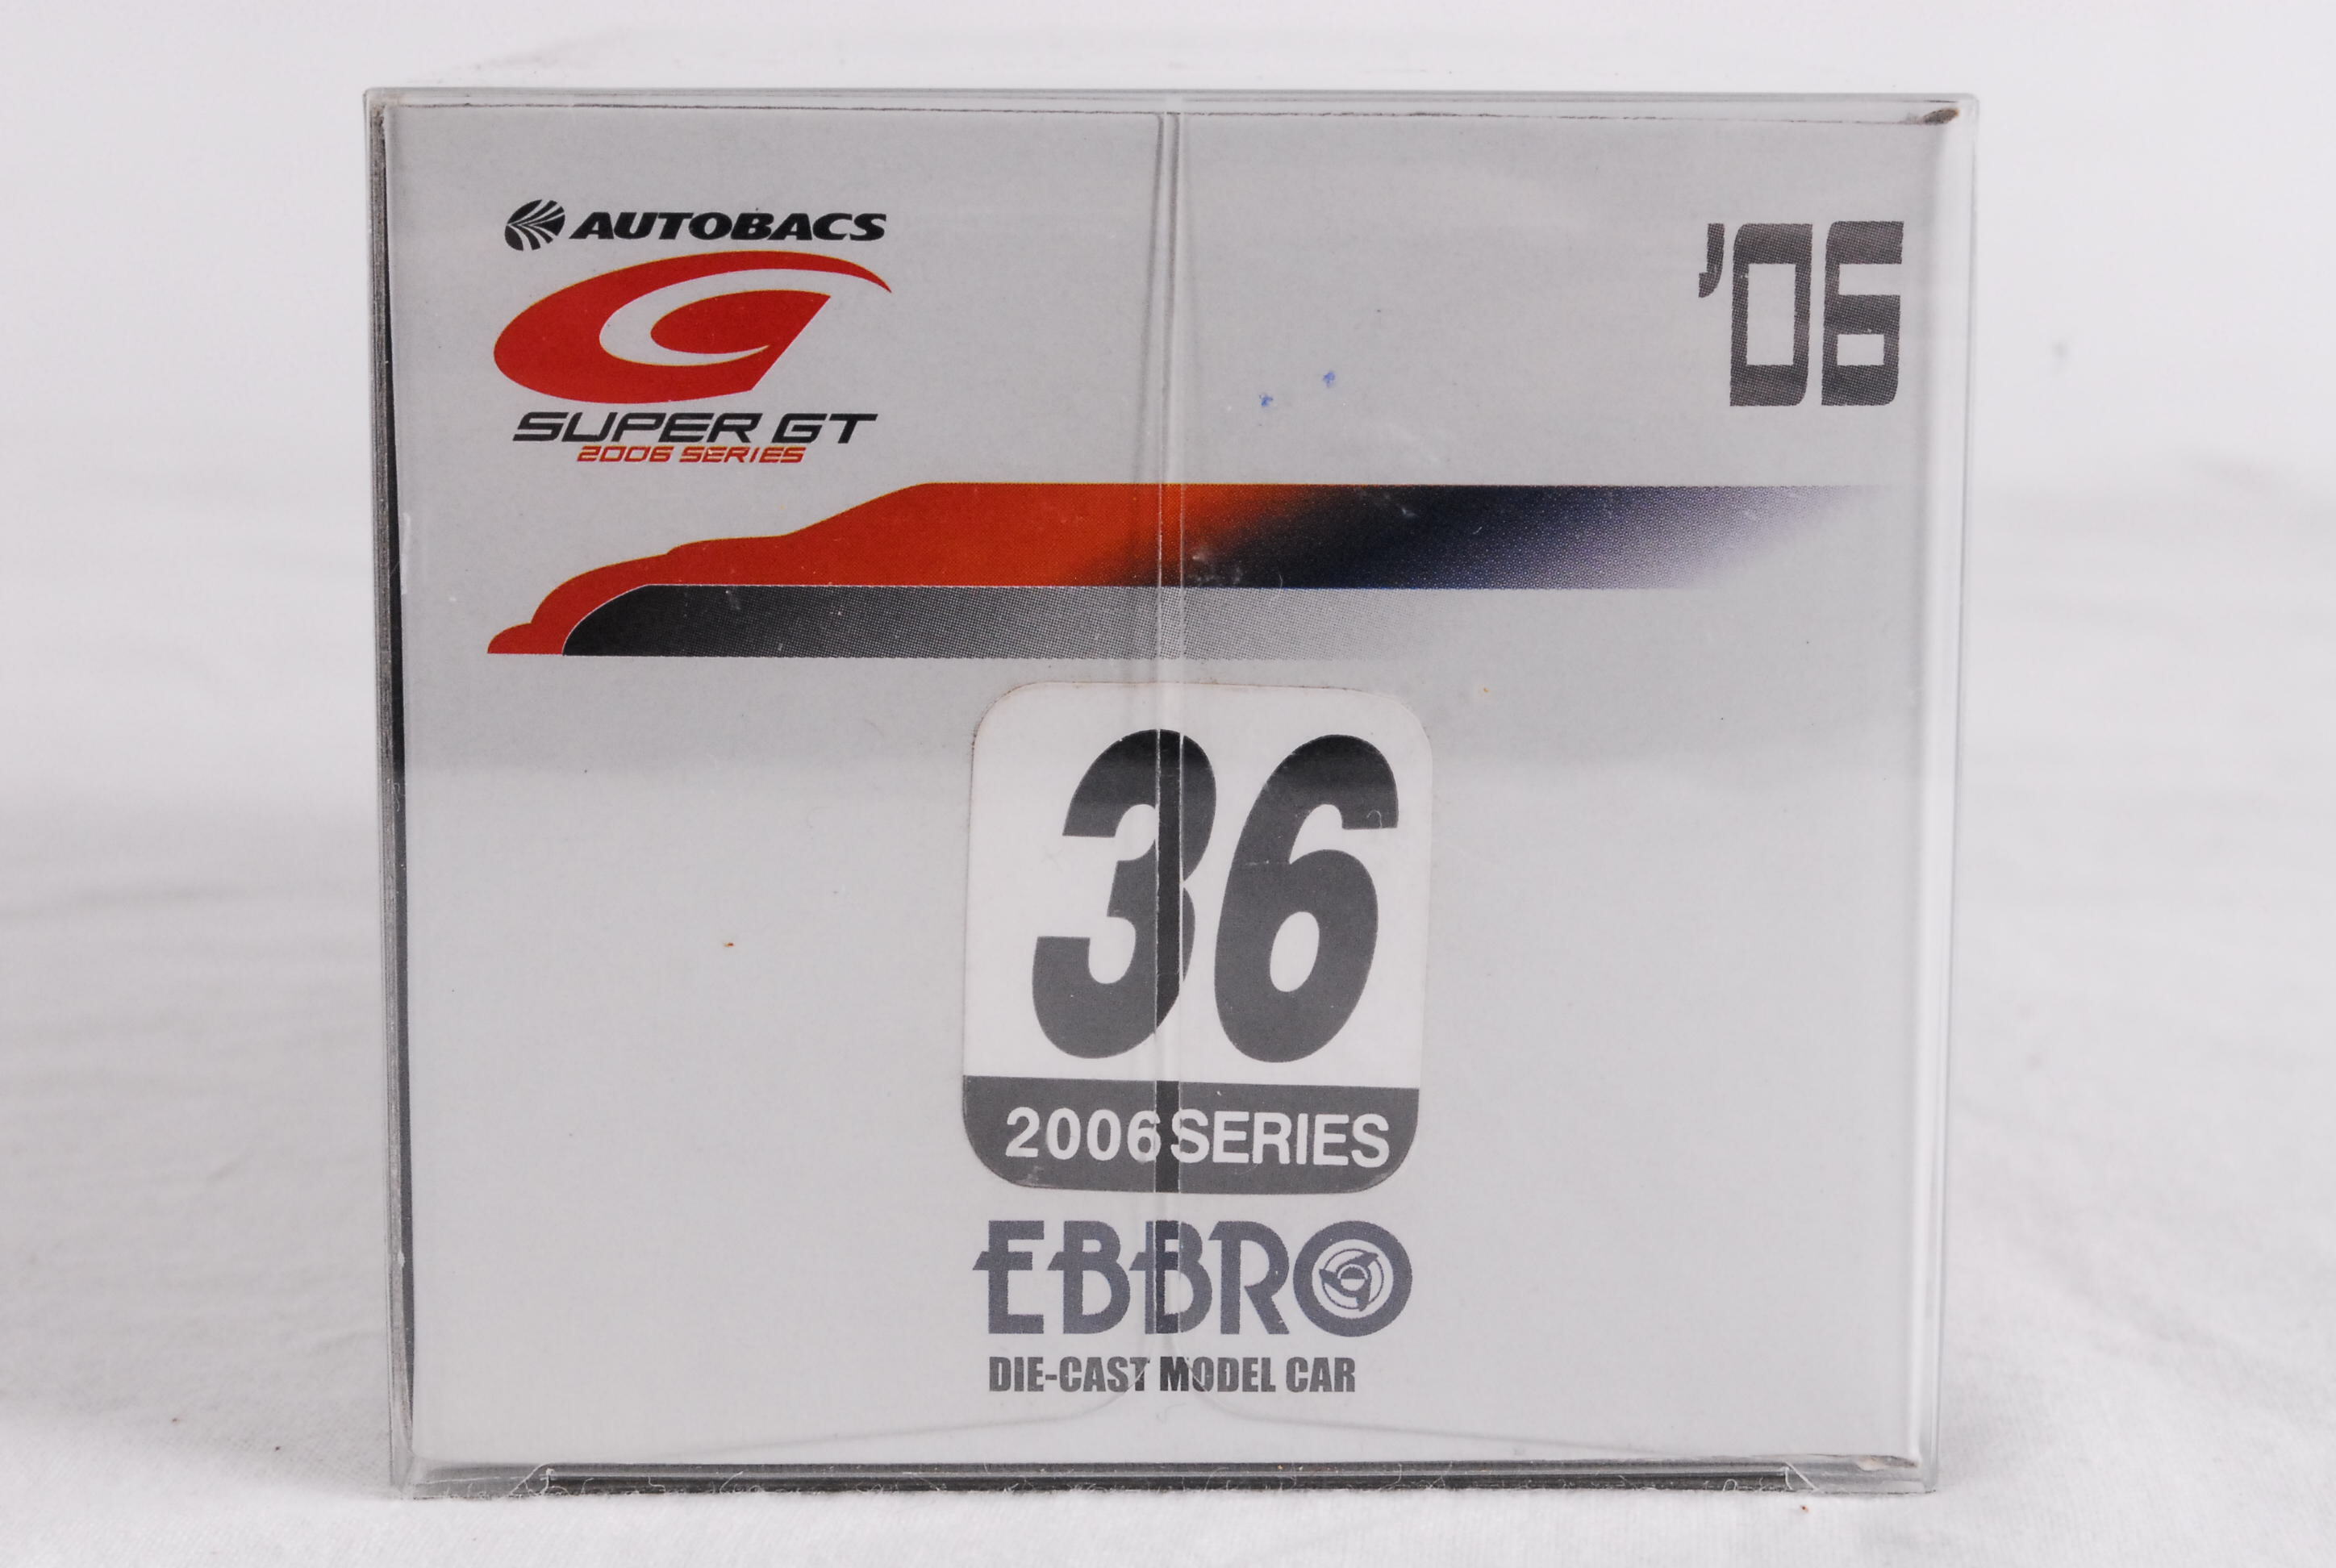 AUTOBACS
'06
SUPER GT
2006 SERIES
36
2006 SERIES
EBBRO
DIE-CAST MODEL CAR